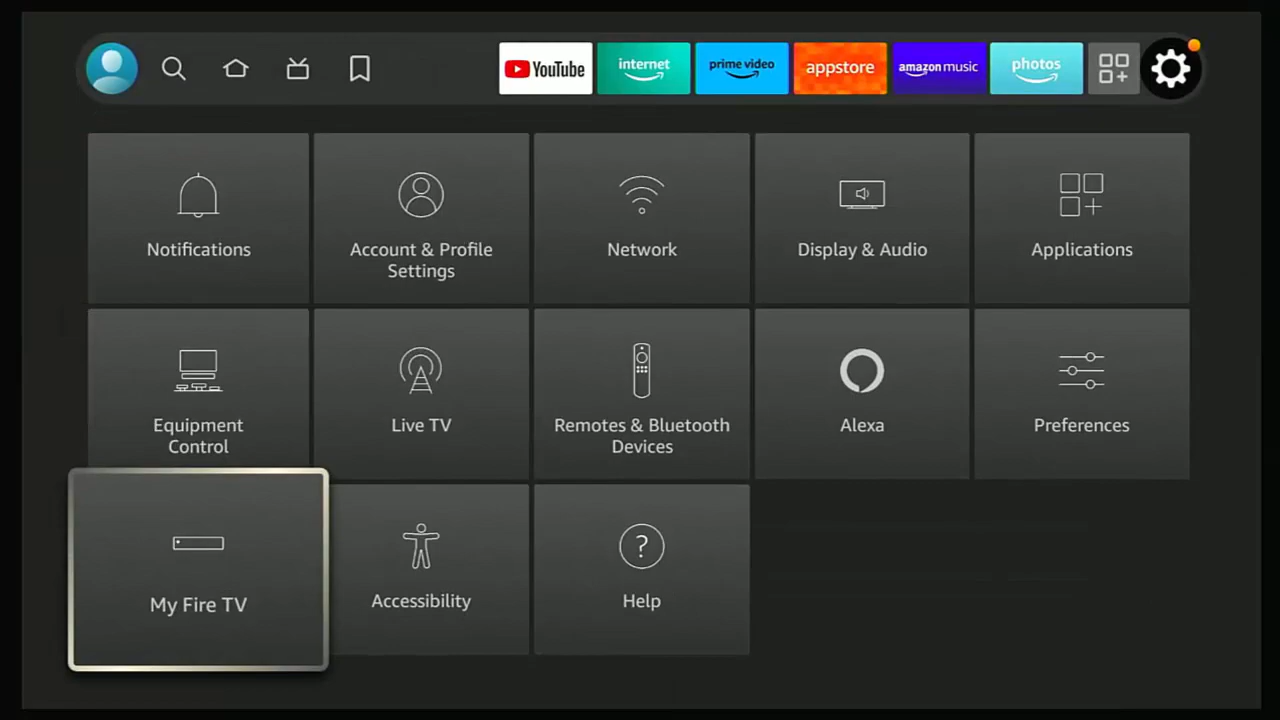 YouTube
internet
prime video
appstore
amazon music
photos
Notifications
Account & Profile
Settings
Network
Display & Audio
Applications
Equipment
Control
Live TV
Remotes & Bluetooth
Devices
Alexa
Preferences
My Fire TV
Accessibility
?
Help